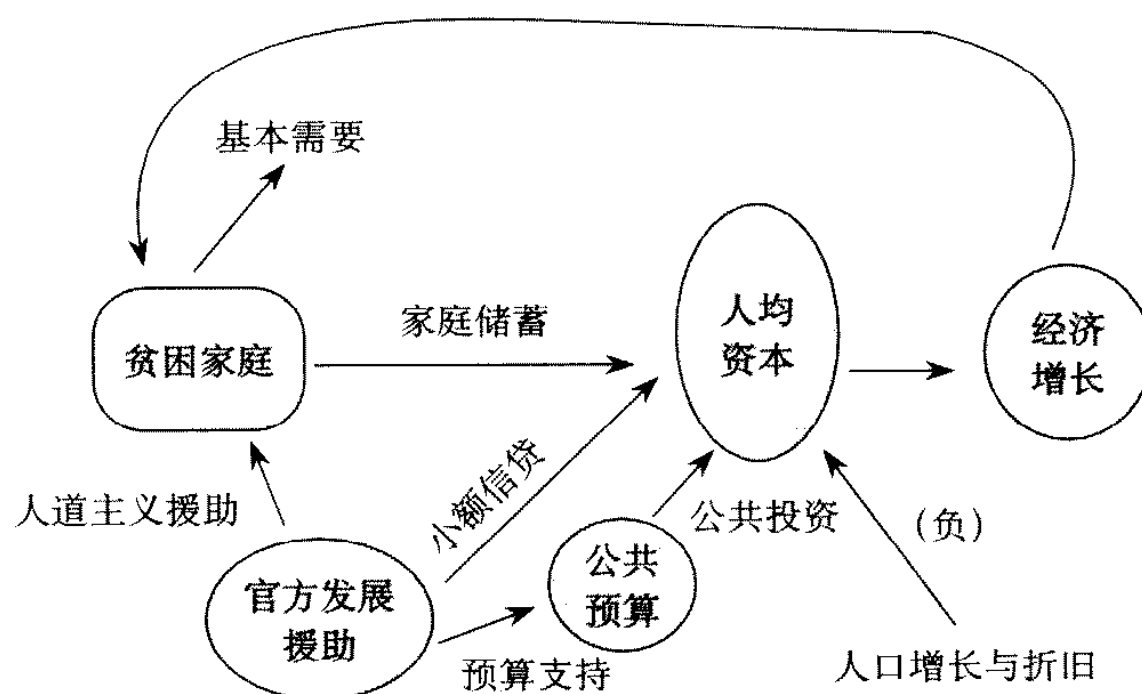 基本需要
贫困家庭
家庭储蓄
人均
资本
经济
增长
人道主义援助
小额信贷
公共投资
(负)
公共
预算
官方发展
援助
预算支持
人口增长与折旧